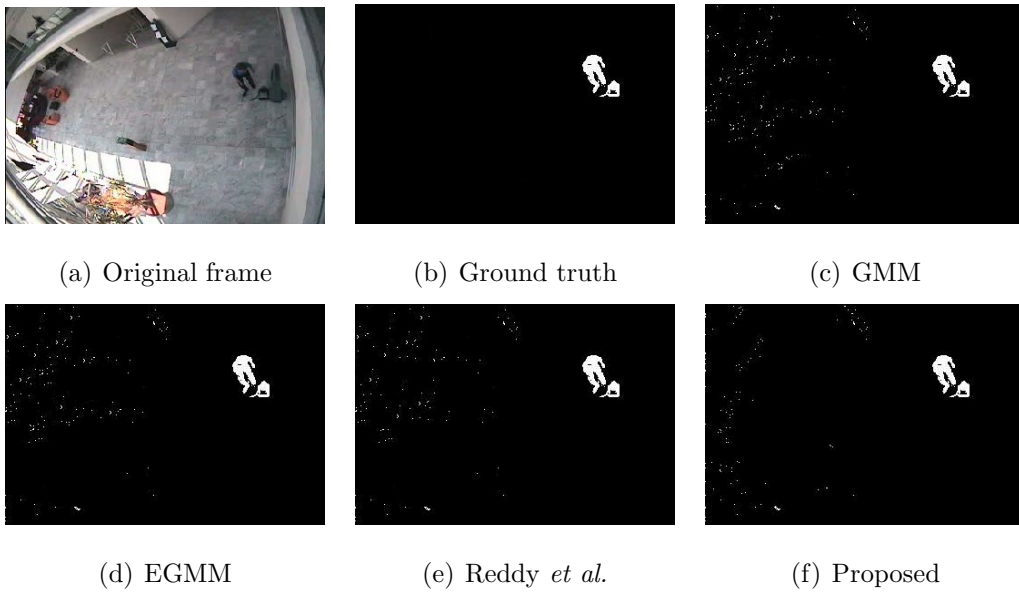 (a) Original frame
(b) Ground truth
(c) GMM
(d) EGMM
(e) Reddy et al.
(f) Proposed